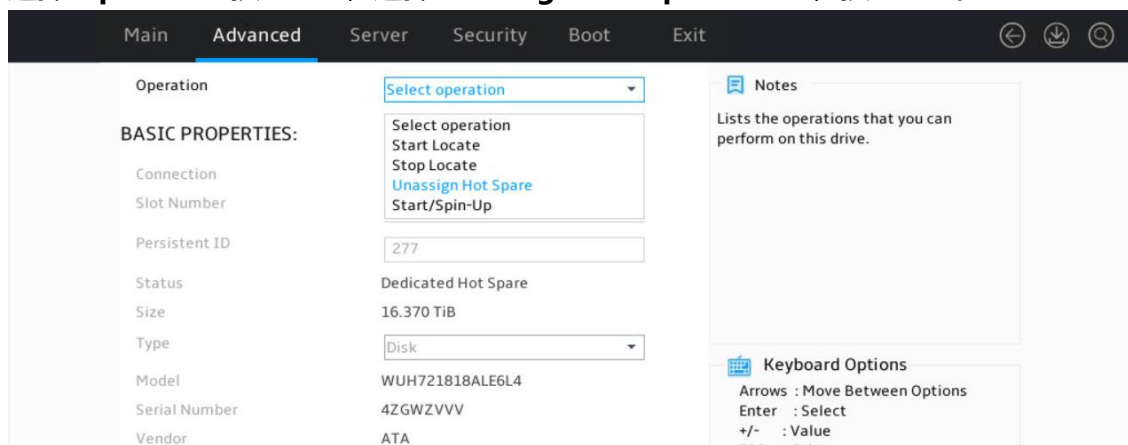 Main Advanced Server Security Boot Exit
Operation Select operation
Select operation
Start Locate
Stop Locate
Unassign Hot Spare
Start/Spin-Up
BASIC PROPERTIES:
Connection
Slot Number
Persistent ID 277
Status Dedicated Hot Spare
Size 16.370 TiB
Type Disk
Model WUH721818ALE6L4
Serial Number 4ZGWZVVV
Vendor ATA
Notes
Lists the operations that you can
perform on this drive.
Keyboard Options
Arrows : Move Between Options
Enter : Select
+/- : Value